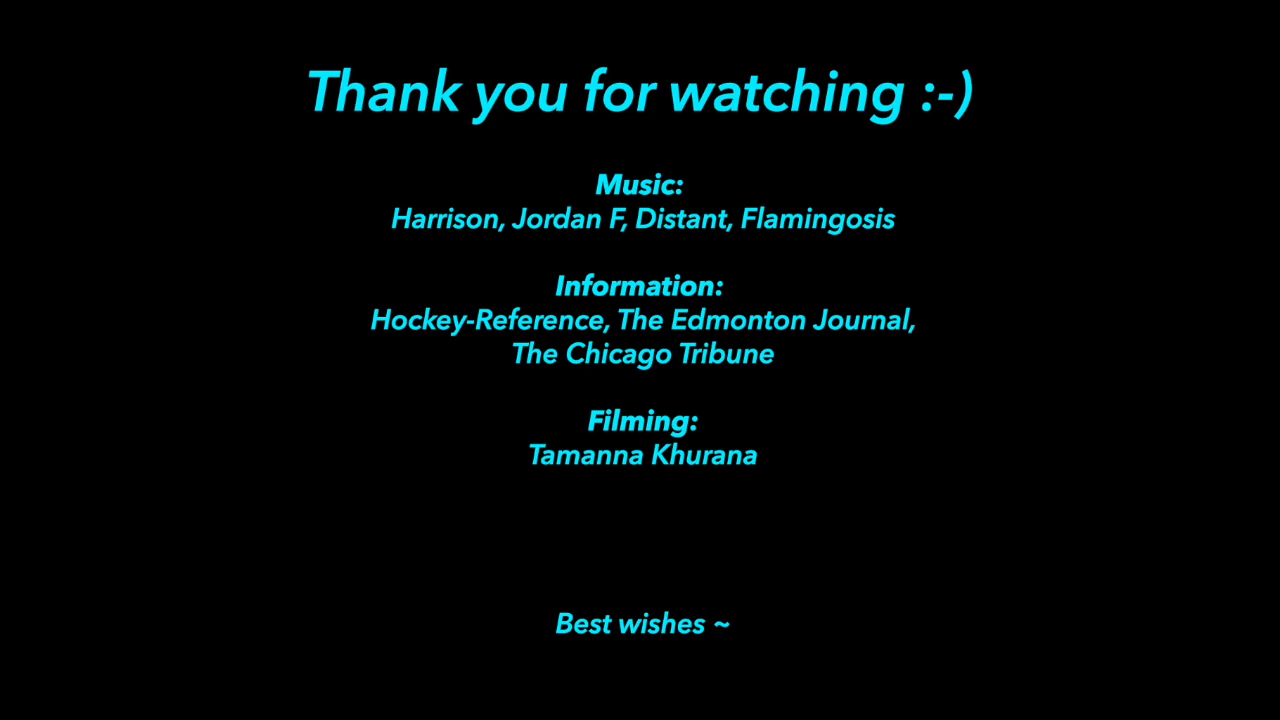 Thank you for watching :-)
Music:
Harrison, Jordan F, Distant, Flamingosis
Information:
Hockey-Reference, The Edmonton Journal,
The Chicago Tribune
Filming:
Tamanna Khurana
Best wishes ~